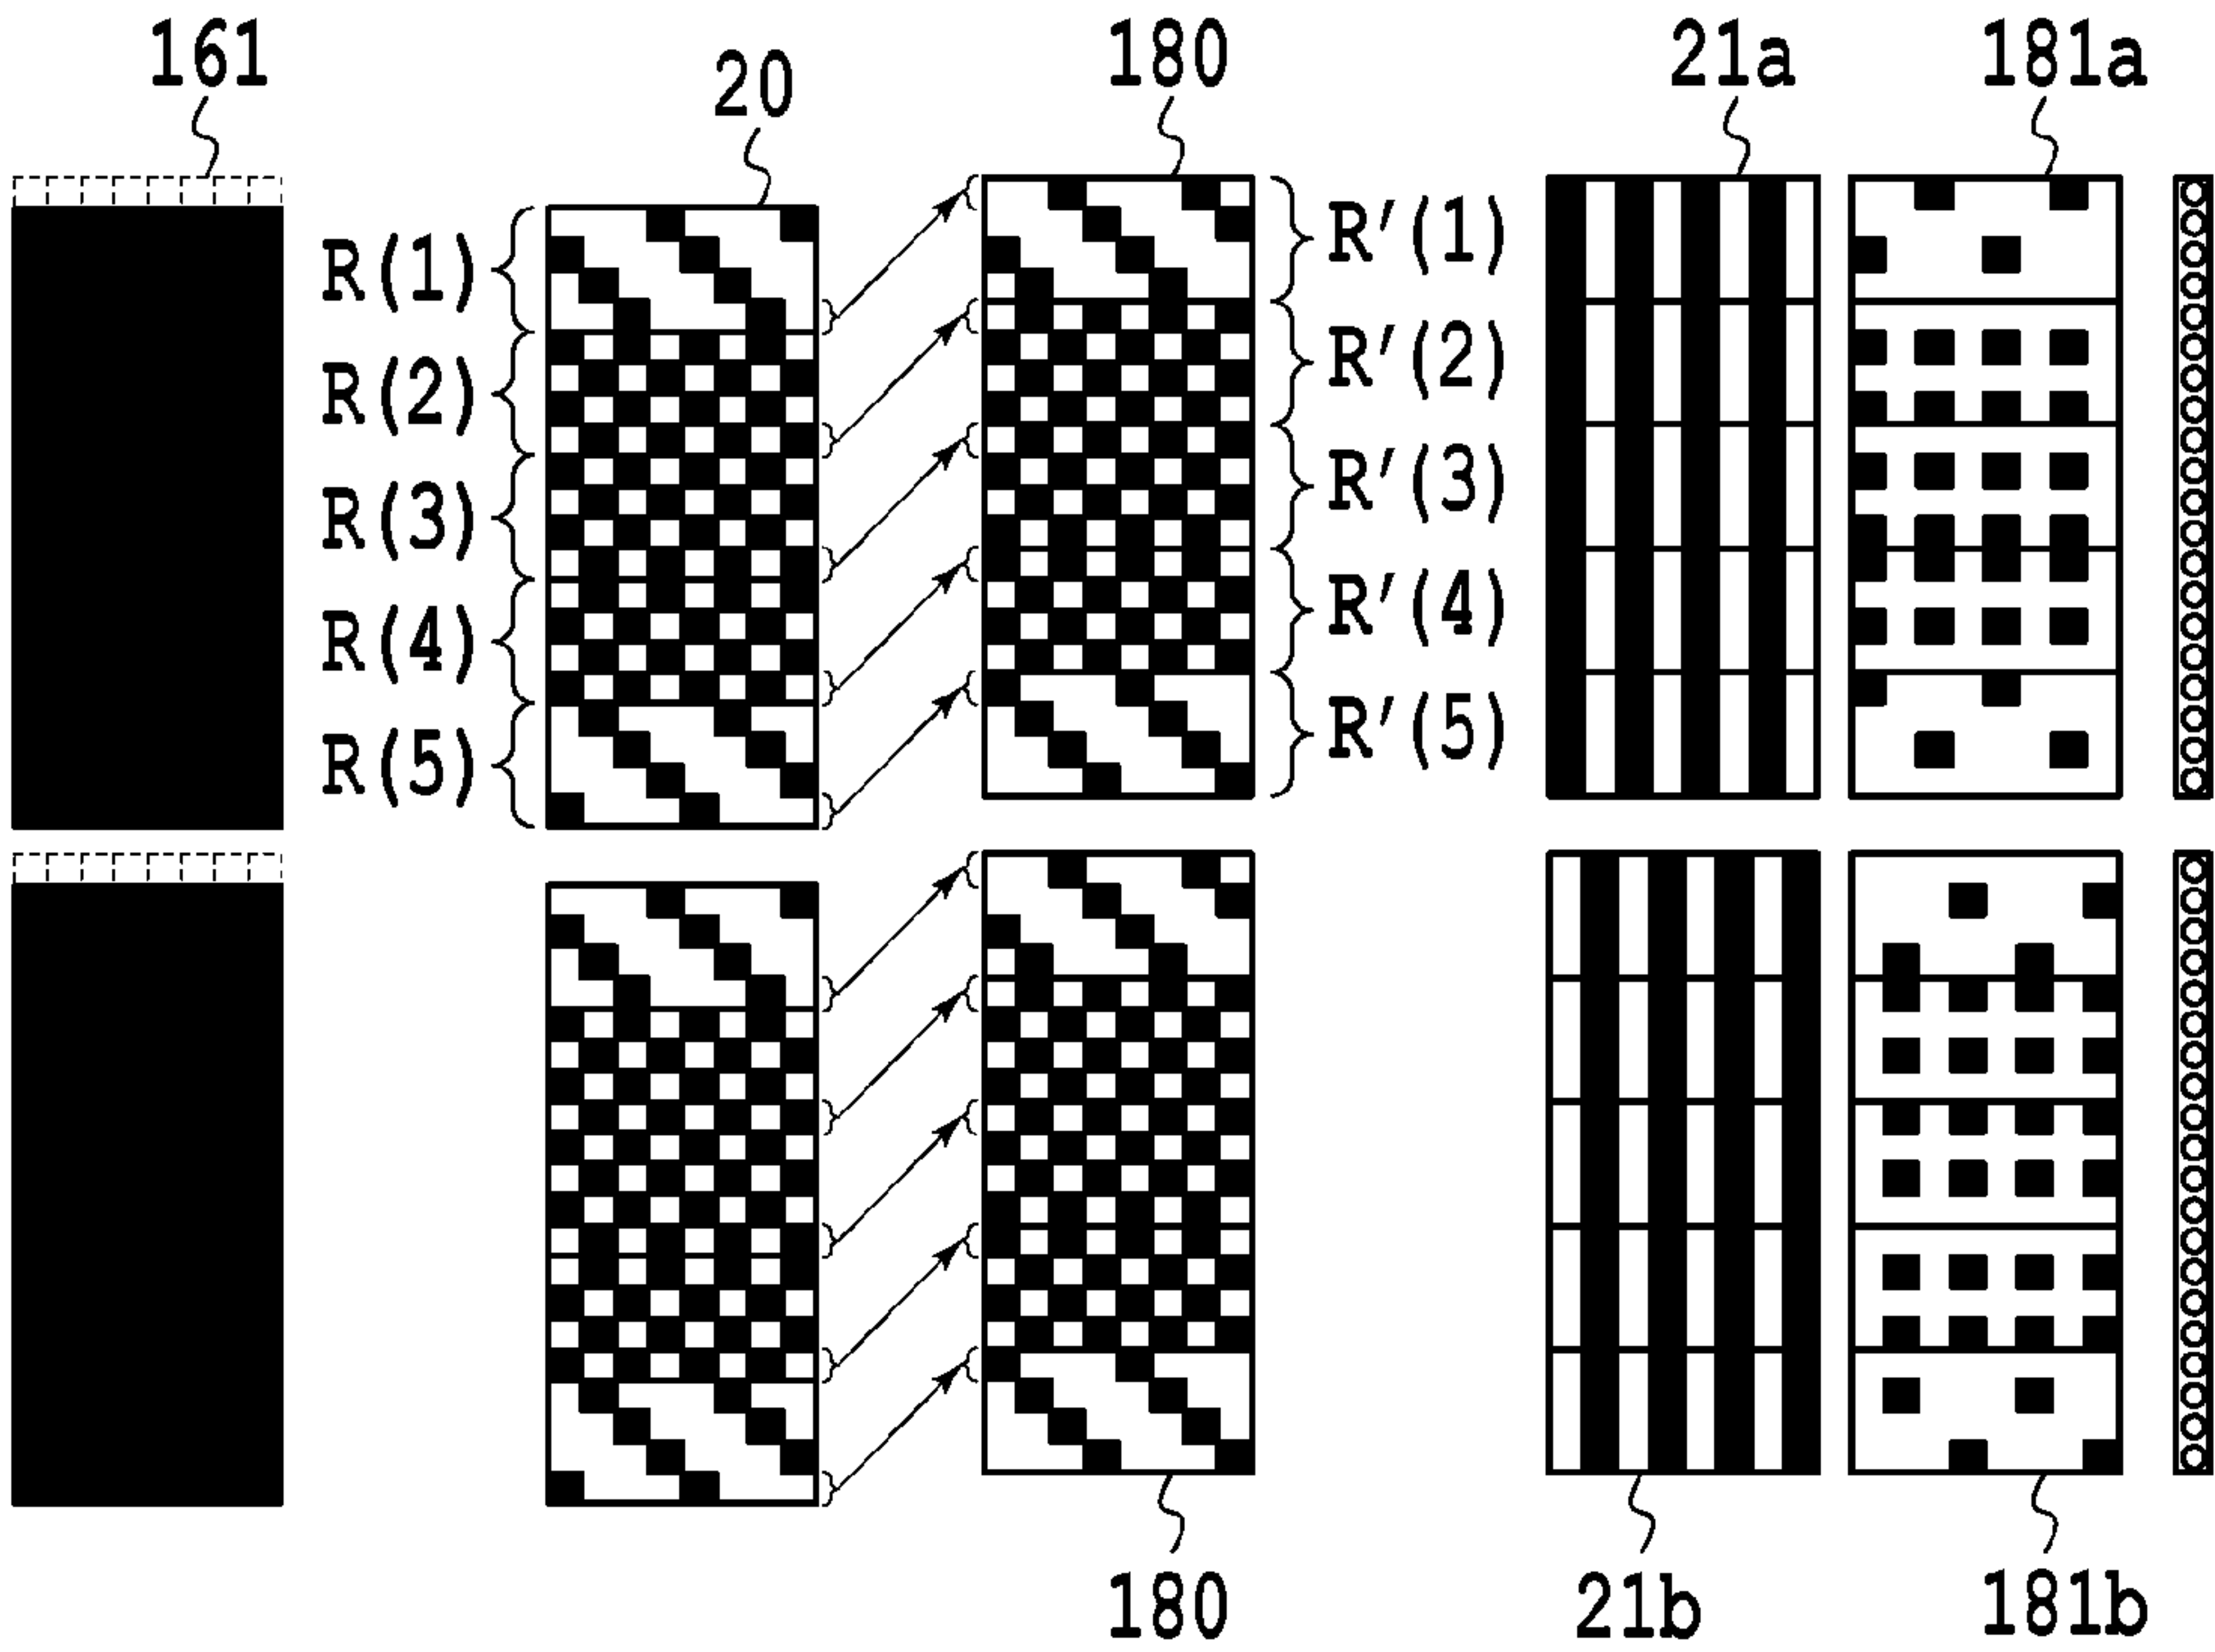 161
20
180
21a
181a
R(1)
R(2)
R(3)
R(4)
R(5)
R'(1)
R'(2)
R'(3)
R'(4)
R'(5)
180
21b
181b